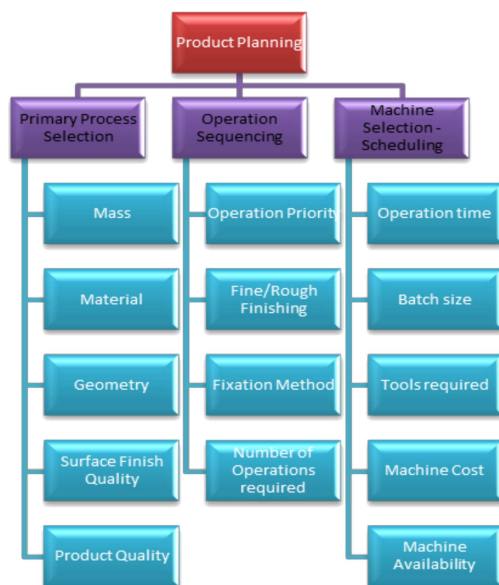 Product Planning
Primary Process
Selection
Operation
Sequencing
Machine
Selection -
Scheduling
Mass
Material
Geometry
Surface Finish
Quality
Product Quality
Operation Priority
Fine/Rough
Finishing
Fixation Method
Number of
Operations
required
Operation time
Batch size
Tools required
Machine Cost
Machine
Availability